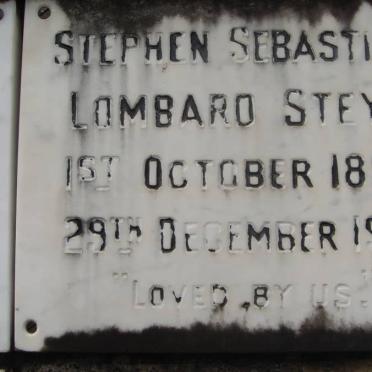 STEPHEN SEBASTI
LOMBARD STEY
1ST OCTOBER 18
29TH DECEMBER 19
"LOVED BY US."